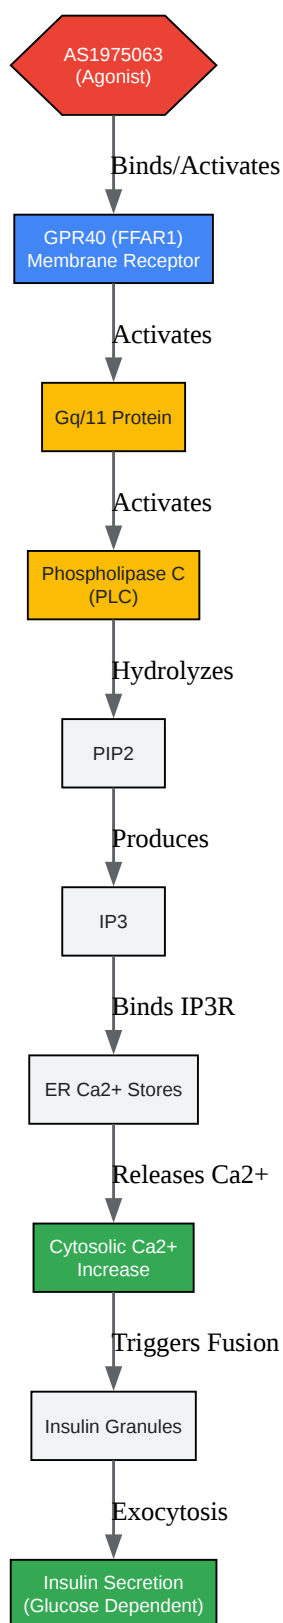 AS1975063
(Agonist)
Binds/Activates
GPR40 (FFAR1)
Membrane Receptor
Activates
Gq/11 Protein
Activates
Phospholipase C
(PLC)
Hydrolyzes
PIP2
Produces
IP3
Binds IP3R
ER Ca2+ Stores
Releases Ca2+
Cytosolic Ca2+
Increase
Triggers Fusion
Insulin Granules
Exocytosis
Insulin Secretion
(Glucose Dependent)